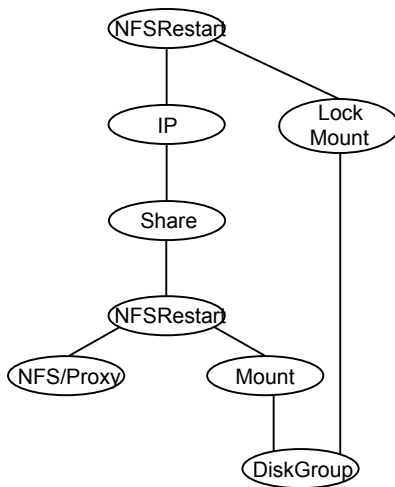 NFSRestart
IP
Lock
Mount
Share
NFSRestart
NFS/Proxy
Mount
DiskGroup